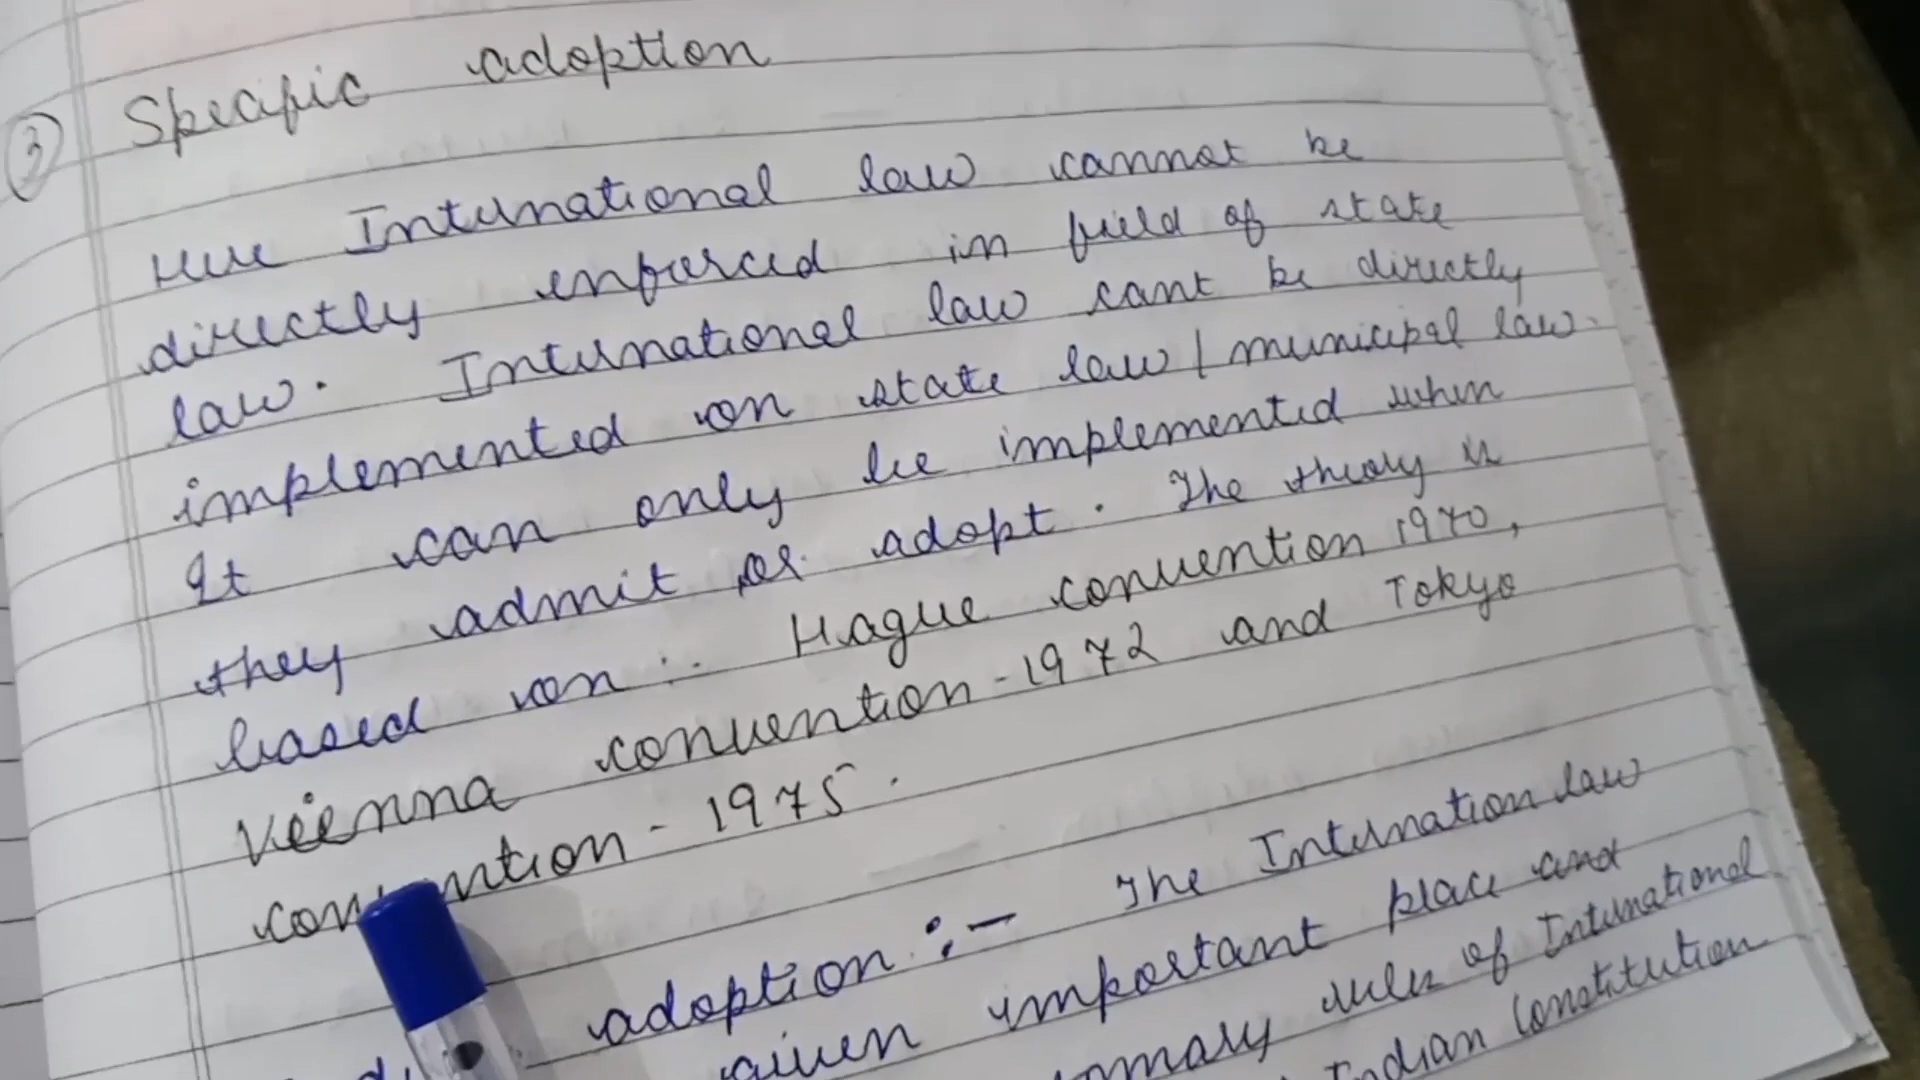 3 Specific adoption
Here International law cannot be
directly enforced in field of state
law. International law cant be directly
implemented on state law / municipal law.
It can only be implemented when
they admit or adopt. The theory is
based on :- Hague convention 1970,
Vienna convention - 1972 and Tokyo
convention - 1975.
adoption :- The Internation law
given important place and
rules of International
Indian Constitution